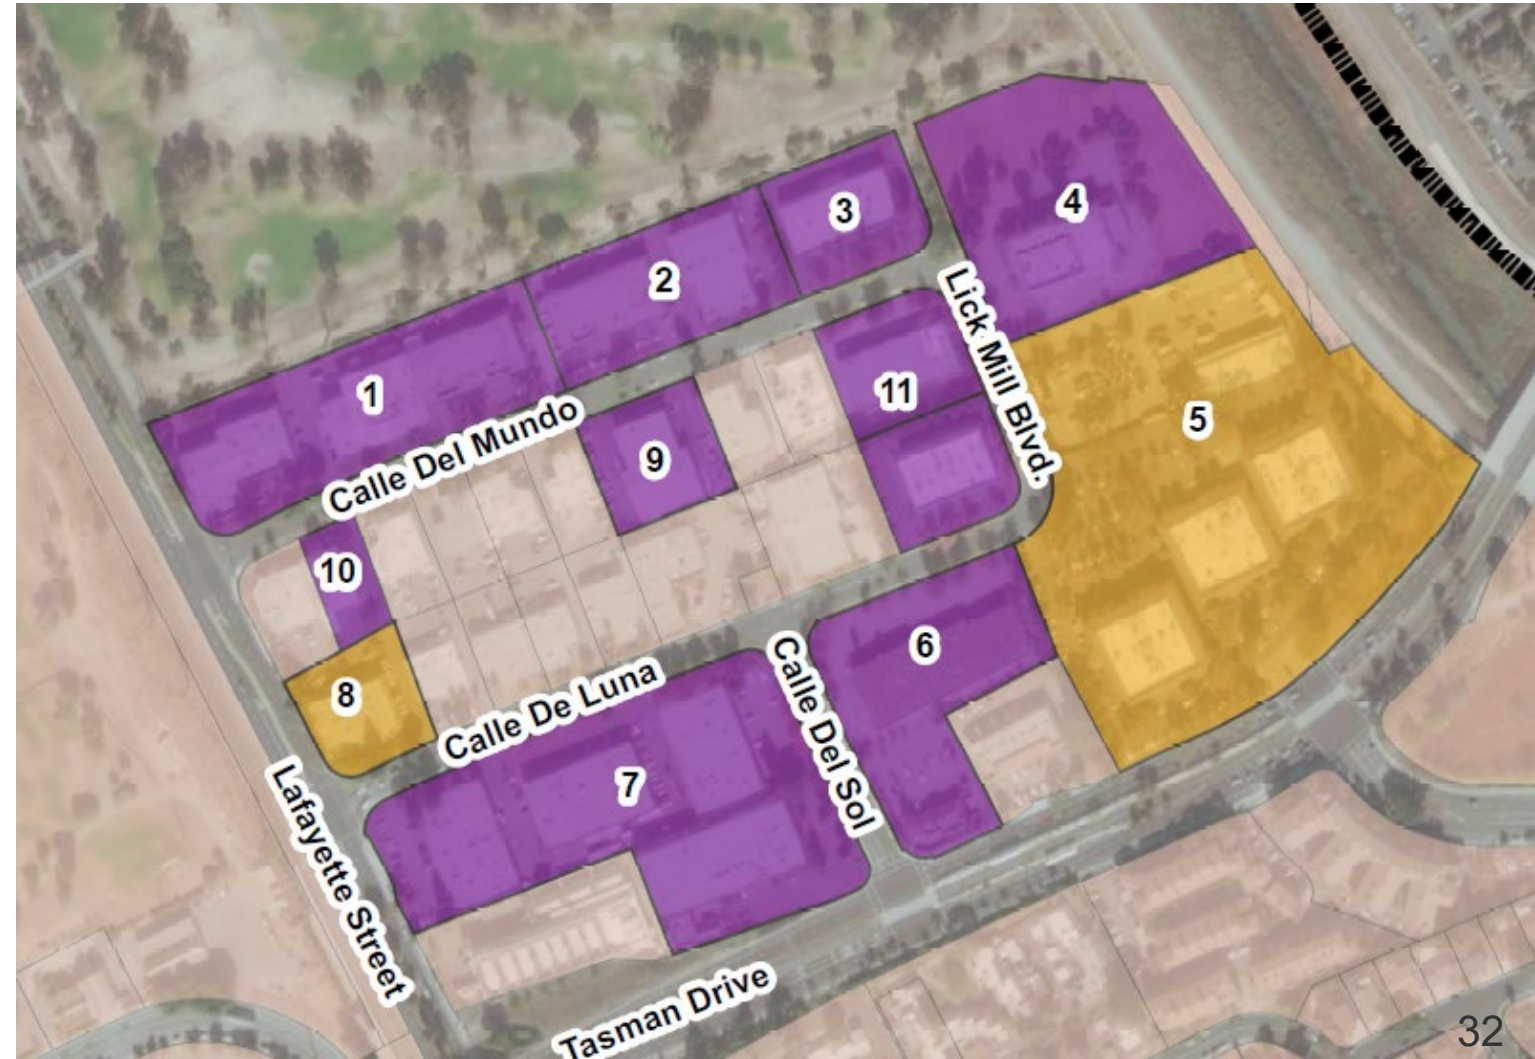 4
3
2
Lick Mill Blvd.
1
11
5
Calle Del Mundo
9
10
6
8
Calle De Luna
Calle Del Sol
7
Lafayette Street
Tasman Drive
32